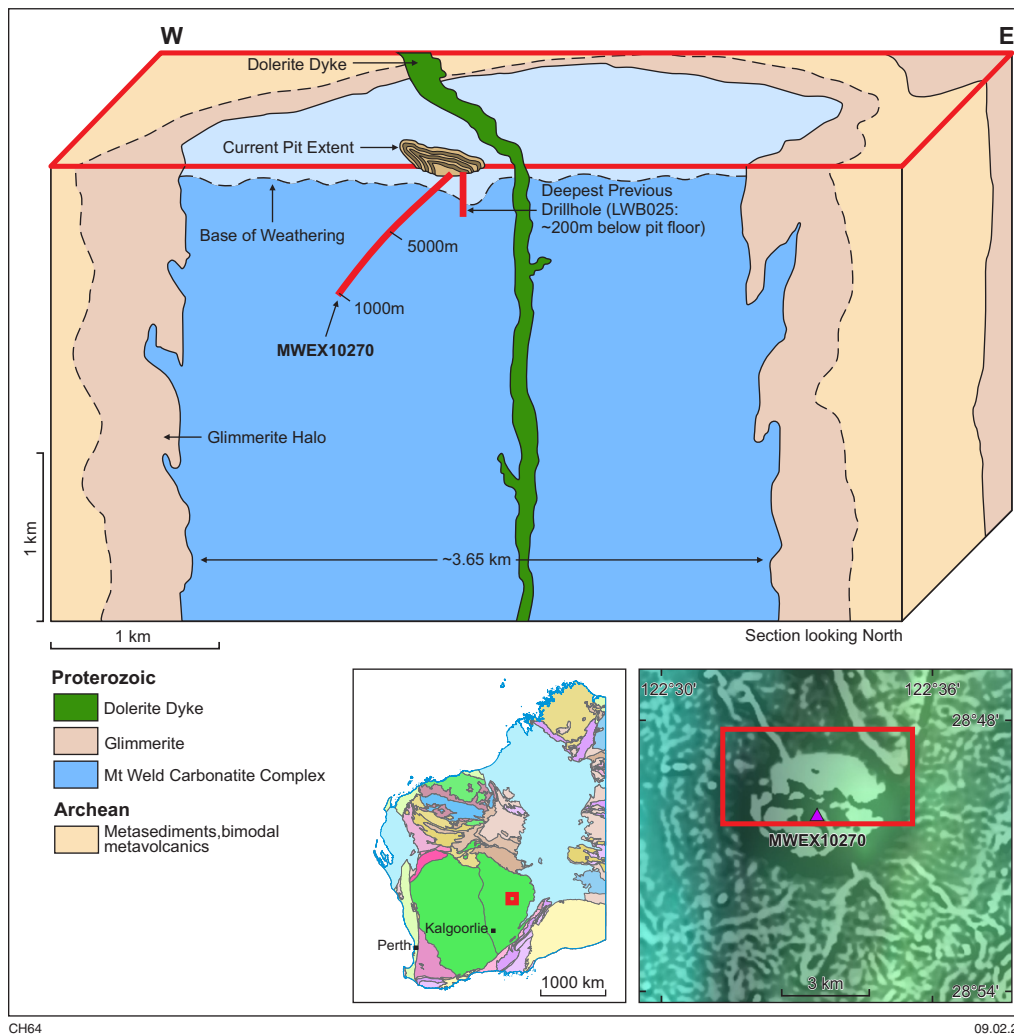 W
E
Dolerite Dyke
Current Pit Extent
Deepest Previous
Drillhole (LWB025:
~200m below pit floor)
Base of Weathering
5000m
1000m
MWEX10270
Glimmerite Halo
1 km
~3.65 km
1 km
Section looking North
Proterozoic
Dolerite Dyke
Glimmerite
Mt Weld Carbonatite Complex
Archean
Metasediments,bimodal
metavolcanics
Kalgoorlie
Perth
1000 km
122°30'
122°36'
28°48'
MWEX10270
3 km
28°54'
CH64
09.02.2